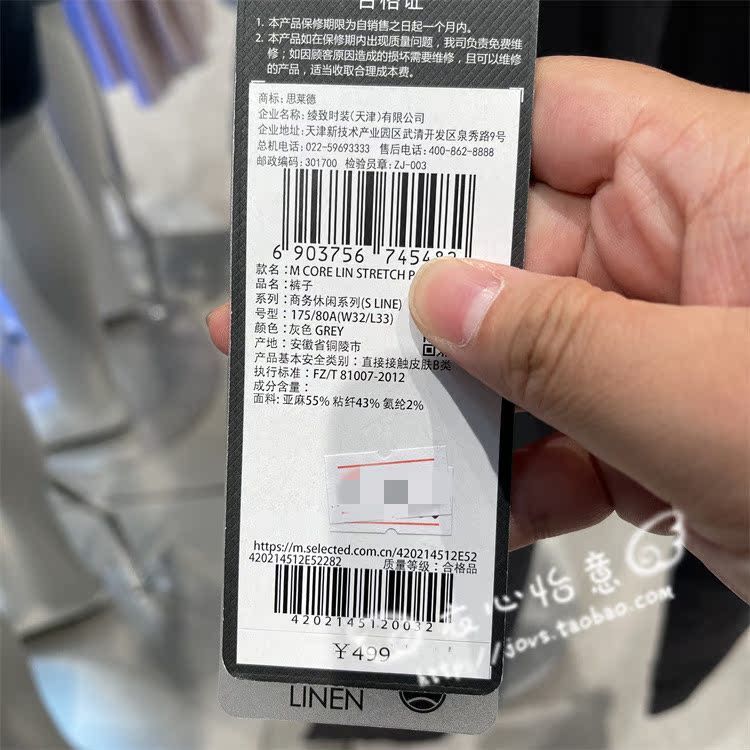 合格证
1. 本产品保修期限为自销售之日起一个月内。
2. 本产品如在保修期内出现质量问题，我司负责免费维
修；如因顾客原因造成的损坏需要维修，且可以维修
的产品，适当收取合理成本费。
商标：思莱德
企业名称：绫致时装(天津)有限公司
企业地址：天津新技术产业园区武清开发区泉秀路9号
总机电话：022-59693333 售后电话：400-862-8888
邮政编码：301700 检验员章：ZJ-003
6 903756 745482
款名：M CORE LIN STRETCH P
品名：裤子
系列：商务休闲系列(S LINE)
号型：175/80A(W32/L33)
颜色：灰色 GREY
产地：安徽省铜陵市
产品基本安全类别：直接接触皮肤B类
执行标准：FZ/T 81007-2012
成分含量：
面料: 亚麻55% 粘纤43% 氨纶2%
https://m.selected.com.cn/420214512E52
420214512E52282 质量等级：合格品
4202145120032
¥499
LINEN
友心怡意
http://jovs.taobao.com